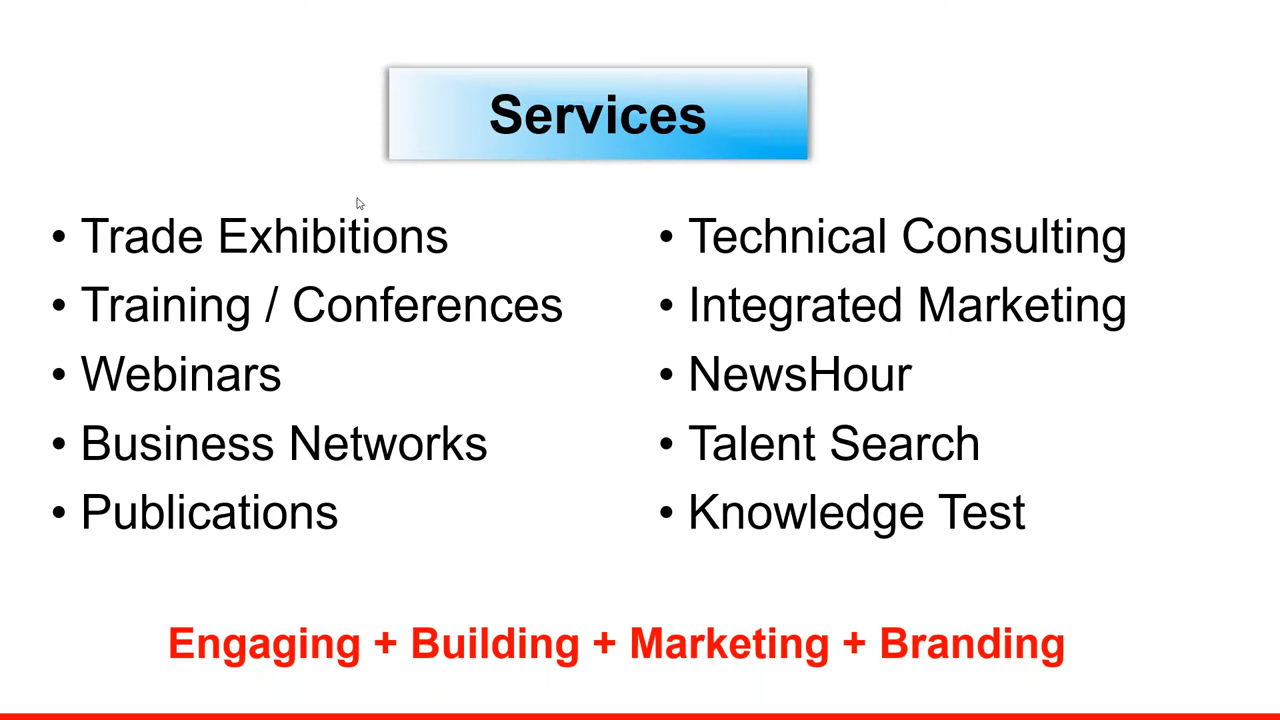 Services
• Trade Exhibitions
• Training / Conferences
• Webinars
• Business Networks
• Publications
• Technical Consulting
• Integrated Marketing
• NewsHour
• Talent Search
• Knowledge Test
Engaging + Building + Marketing + Branding